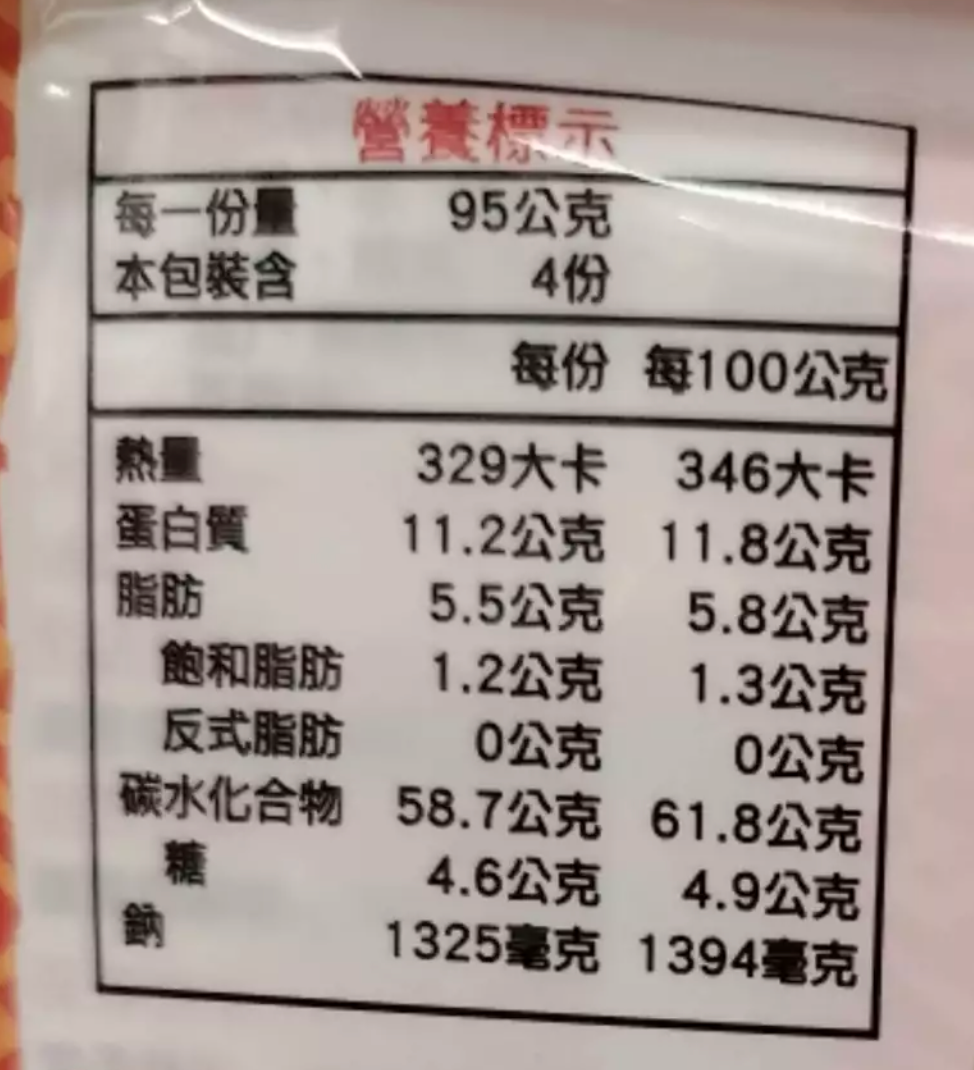 營養標示
每一份量 95公克
本包裝含 4份
每份 每100公克
熱量 329大卡 346大卡
蛋白質 11.2公克 11.8公克
脂肪 5.5公克 5.8公克
飽和脂肪 1.2公克 1.3公克
反式脂肪 0公克 0公克
碳水化合物 58.7公克 61.8公克
糖 4.6公克 4.9公克
鈉 1325毫克 1394毫克